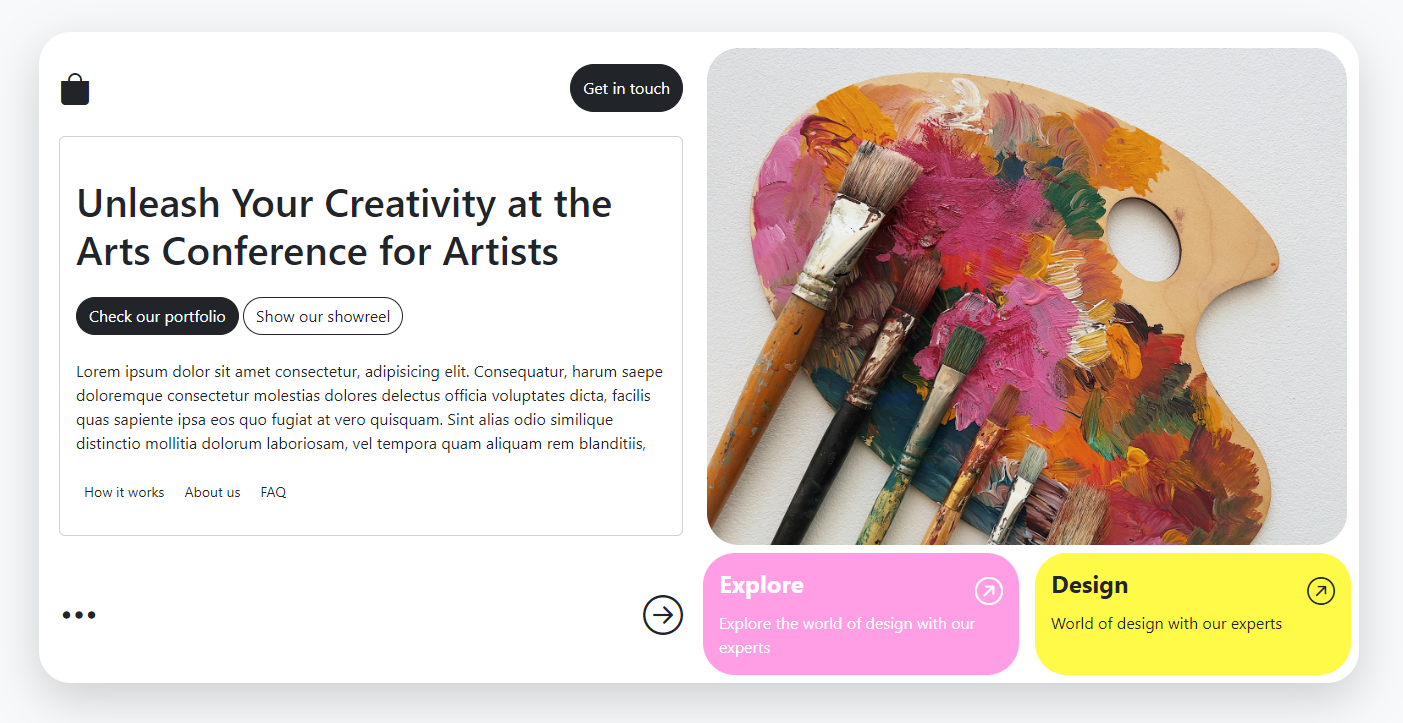 Get in touch
Unleash Your Creativity at the
Arts Conference for Artists
Check our portfolio
Show our showreel
Lorem ipsum dolor sit amet consectetur, adipisicing elit. Consequatur, harum saepe
doloremque consectetur molestias dolores delectus officia voluptates dicta, facilis
quas sapiente ipsa eos quo fugiat at vero quisquam. Sint alias odio similique
distinctio mollitia dolorum laboriosam, vel tempora quam aliquam rem blanditiis,
How it works
About us
FAQ
Explore
Explore the world of design with our
experts
Design
World of design with our experts